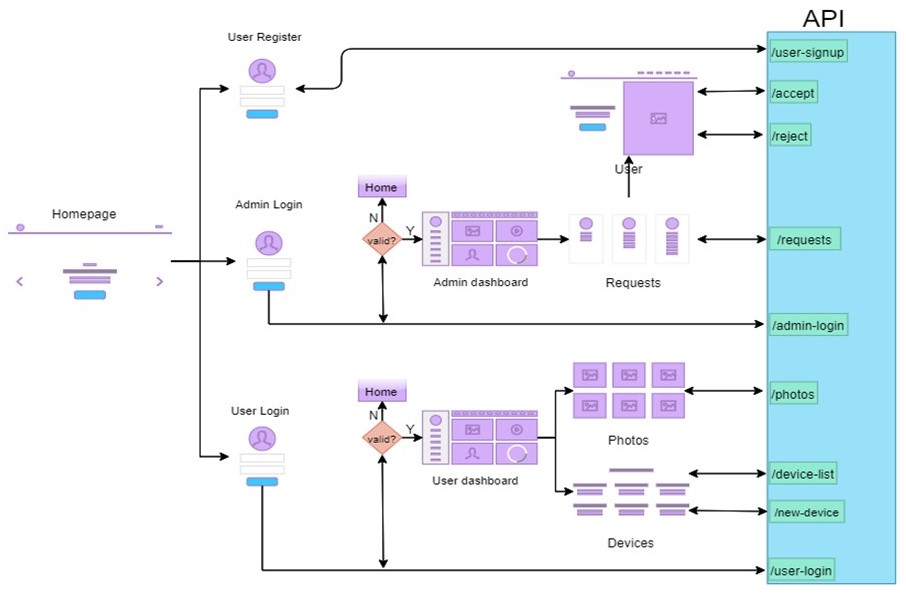 API
User Register
/user-signup
/accept
/reject
User
Home
Admin Login
Homepage
N
valid?
Y
/requests
Admin dashboard
Requests
/admin-login
Home
/photos
User Login
N
valid?
Y
Photos
User dashboard
/device-list
/new-device
Devices
/user-login